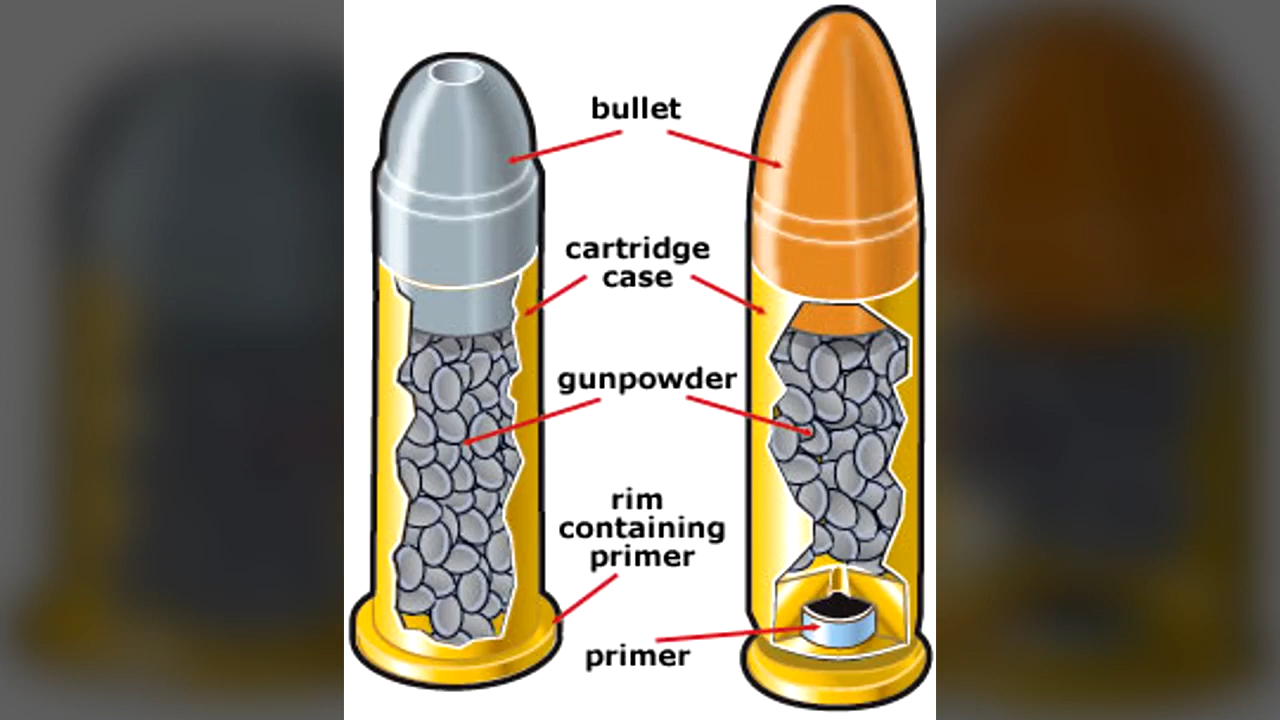 bullet
cartridge
case
gunpowder
rim
containing
primer
primer